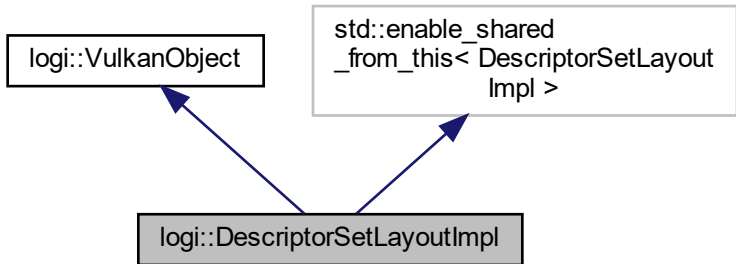 logi::VulkanObject
std::enable_shared
_from_this< DescriptorSetLayout
Impl >
logi::DescriptorSetLayoutImpl